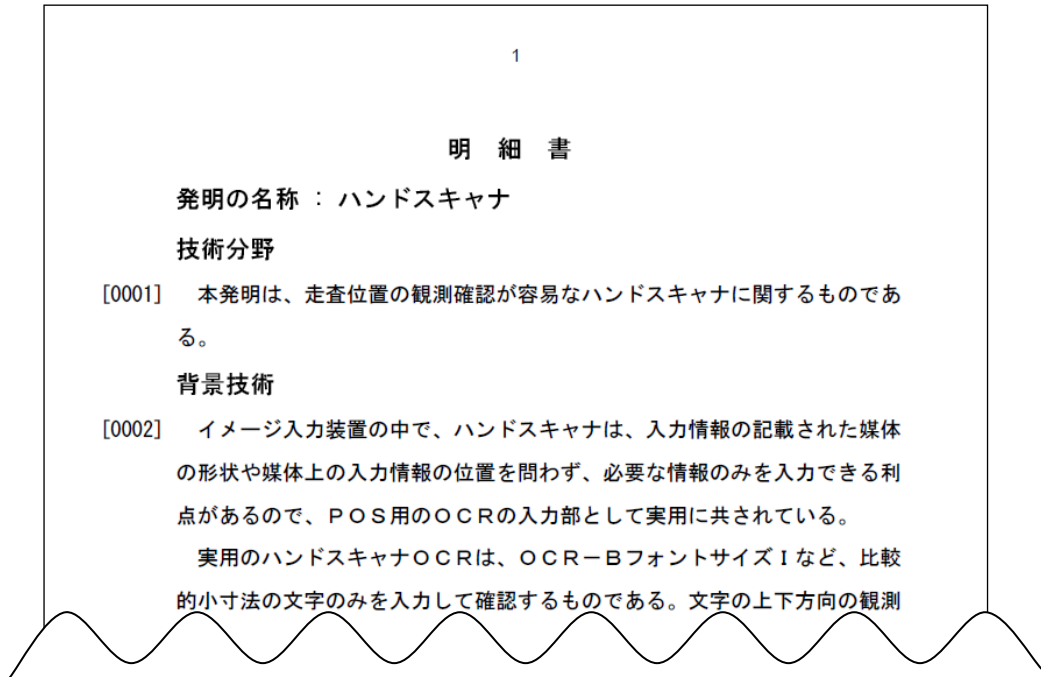 1
明 細 書
発明の名称 : ハンドスキャナ
技術分野
[0001] 本発明は、走査位置の観測確認が容易なハンドスキャナに関するものであ
る。
背景技術
[0002] イメージ入力装置の中で、ハンドスキャナは、入力情報の記載された媒体
の形状や媒体上の入力情報の位置を問わず、必要な情報のみを入力できる利
点があるので、POS用のOCRの入力部として実用に共されている。
実用のハンドスキャナOCRは、OCR-BフォントサイズIなど、比較
的小寸法の文字のみを入力して確認するものである。文字の上下方向の観測